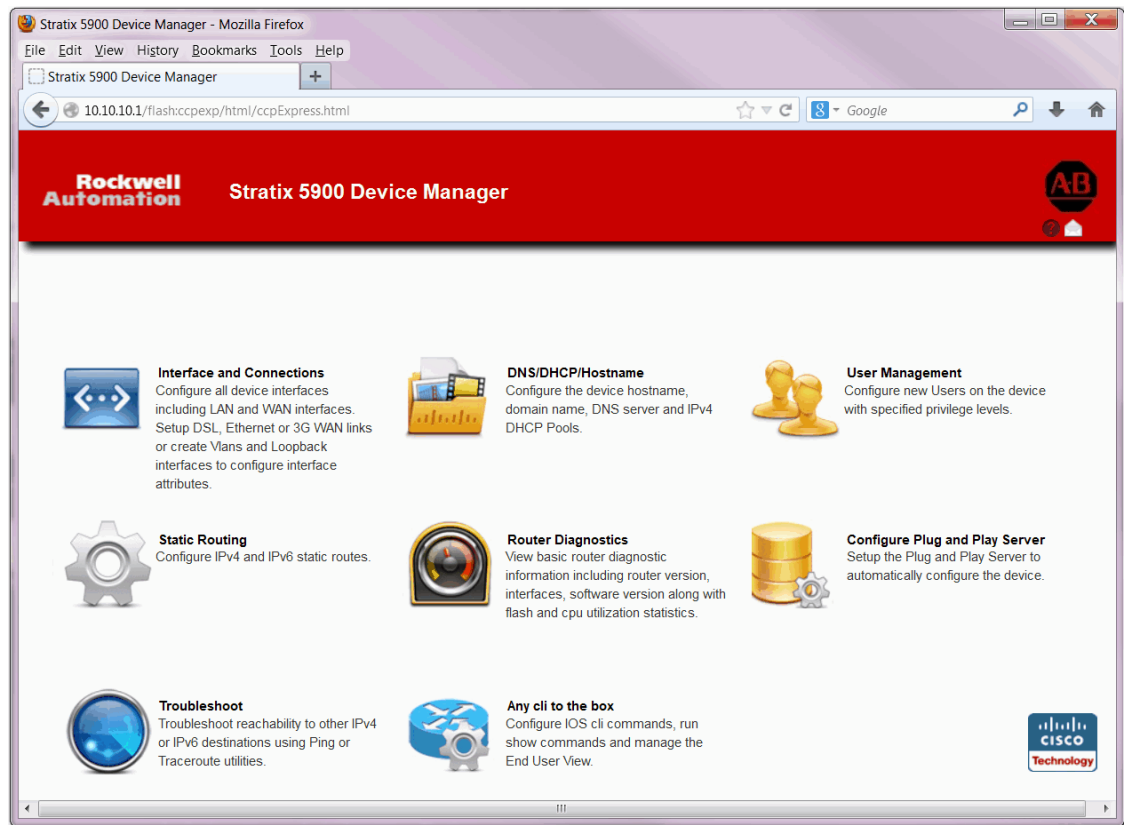 Stratix 5900 Device Manager - Mozilla Firefox
File Edit View History Bookmarks Tools Help
Stratix 5900 Device Manager
+
10.10.10.1/flash:ccpexp/html/ccpExpress.html
8
Google
Rockwell
Automation
Stratix 5900 Device Manager
AB
?
Interface and Connections
Configure all device interfaces
including LAN and WAN interfaces.
Setup DSL, Ethernet or 3G WAN links
or create Vlans and Loopback
interfaces to configure interface
attributes.
DNS/DHCP/Hostname
Configure the device hostname,
domain name, DNS server and IPv4
DHCP Pools.
User Management
Configure new Users on the device
with specified privilege levels.
Static Routing
Configure IPv4 and IPv6 static routes.
Router Diagnostics
View basic router diagnostic
information including router version,
interfaces, software version along with
flash and cpu utilization statistics.
Configure Plug and Play Server
Setup the Plug and Play Server to
automatically configure the device.
Troubleshoot
Troubleshoot reachability to other IPv4
or IPv6 destinations using Ping or
Traceroute utilities.
Any cli to the box
Configure IOS cli commands, run
show commands and manage the
End User View.
CISCO
Technology